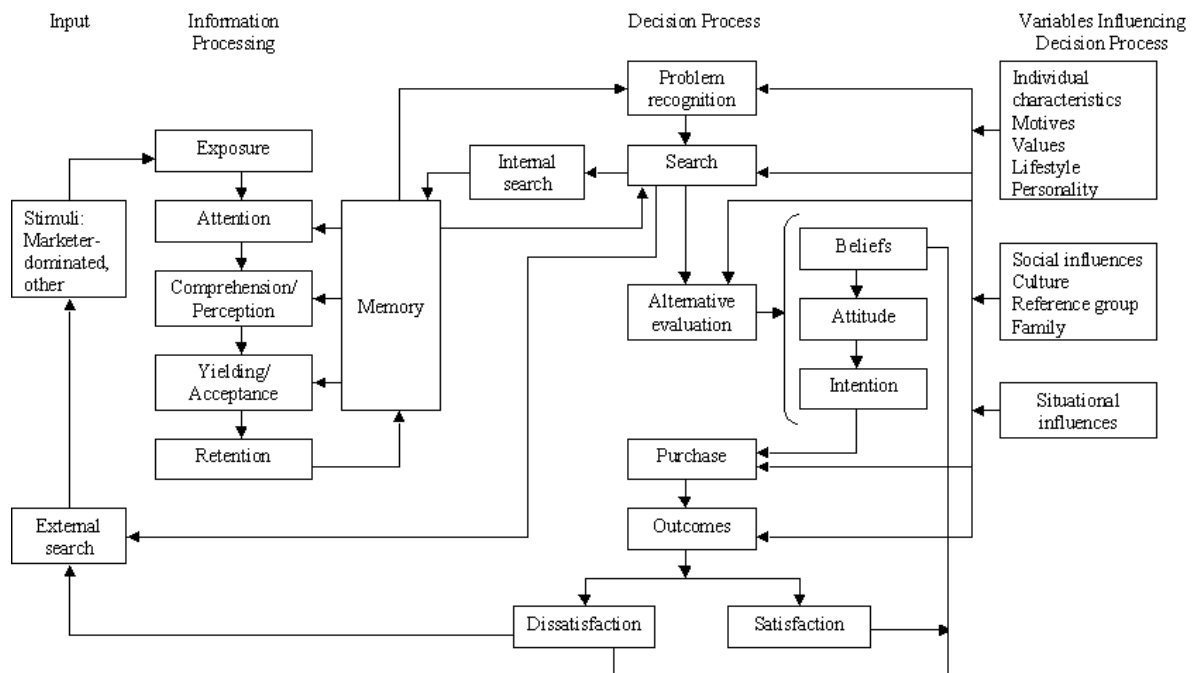 Input
Information
Processing
Decision Process
Variables Influencing
Decision Process
Exposure
Attention
Comprehension/
Perception
Yielding/
Acceptance
Retention
Stimuli:
Marketer-
dominated,
other
External
search
Internal
search
Memory
Problem
recognition
Search
Alternative
evaluation
Beliefs
Attitude
Intention
Purchase
Outcomes
Dissatisfaction
Satisfaction
Individual
characteristics
Motives
Values
Lifestyle
Personality
Social influences
Culture
Reference group
Family
Situational
influences